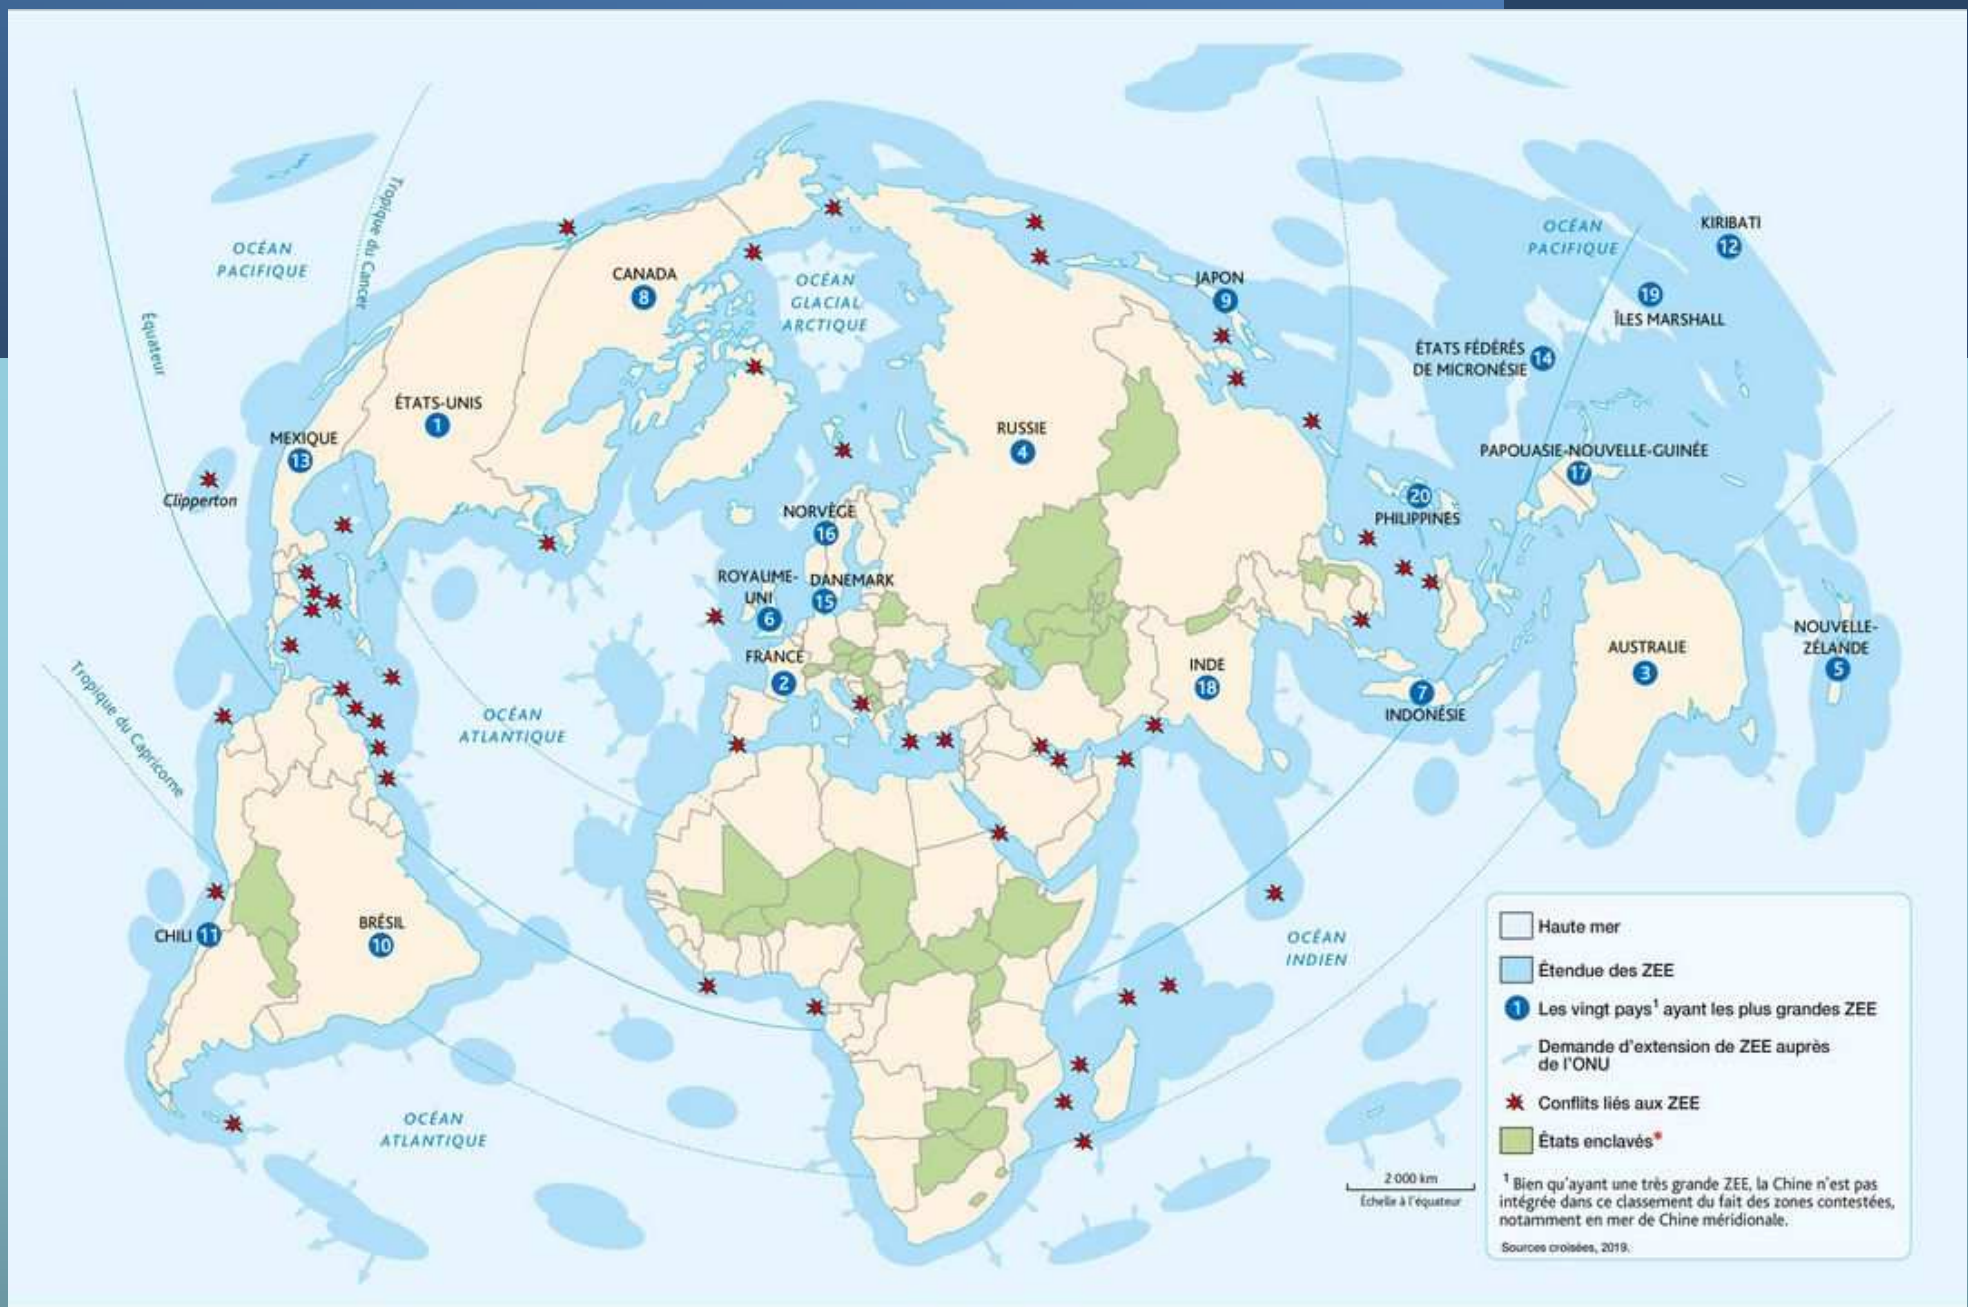 OCÉAN
PACIFIQUE
Équateur
Tropique du Cancer
Tropique du Capricorne
CANADA
8
ÉTATS-UNIS
1
MEXIQUE
13
Clipperton
OCÉAN
GLACIAL
ARCTIQUE
RUSSIE
4
JAPON
9
OCÉAN
PACIFIQUE
KIRIBATI
12
19
ÎLES MARSHALL
ÉTATS FÉDÉRÉS
DE MICRONÉSIE
14
PAPOUASIE-NOUVELLE-GUINÉE
17
20
PHILIPPINES
NORVÈGE
16
ROYAUME-
UNI
6
DANEMARK
15
FRANCE
2
INDE
18
7
INDONÉSIE
AUSTRALIE
3
NOUVELLE-
ZÉLANDE
5
OCÉAN
ATLANTIQUE
CHILI
11
BRÉSIL
10
OCÉAN
INDIEN
OCÉAN
ATLANTIQUE
2 000 km
Échelle à l'équateur
Haute mer
Étendue des ZEE
1 Les vingt pays¹ ayant les plus grandes ZEE
Demande d'extension de ZEE auprès
de l'ONU
Conflits liés aux ZEE
États enclavés*
¹ Bien qu'ayant une très grande ZEE, la Chine n'est pas
intégrée dans ce classement du fait des zones contestées,
notamment en mer de Chine méridionale.
Sources croisées, 2019.